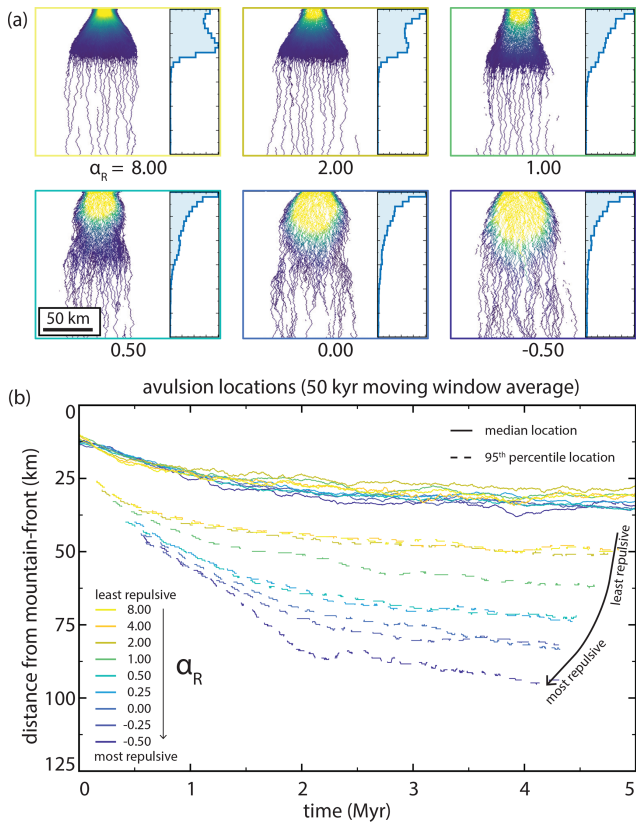 (a)
α_R = 8.00
2.00
1.00
50 km
0.50
0.00
-0.50
avulsion locations (50 kyr moving window average)
(b)
0
25
50
75
100
125
distance from mountain-front (km)
median location
95th percentile location
least repulsive
most repulsive
least repulsive
8.00
4.00
2.00
1.00
0.50
0.25
0.00
-0.25
-0.50
most repulsive
α_R
0
1
2
3
4
5
time (Myr)